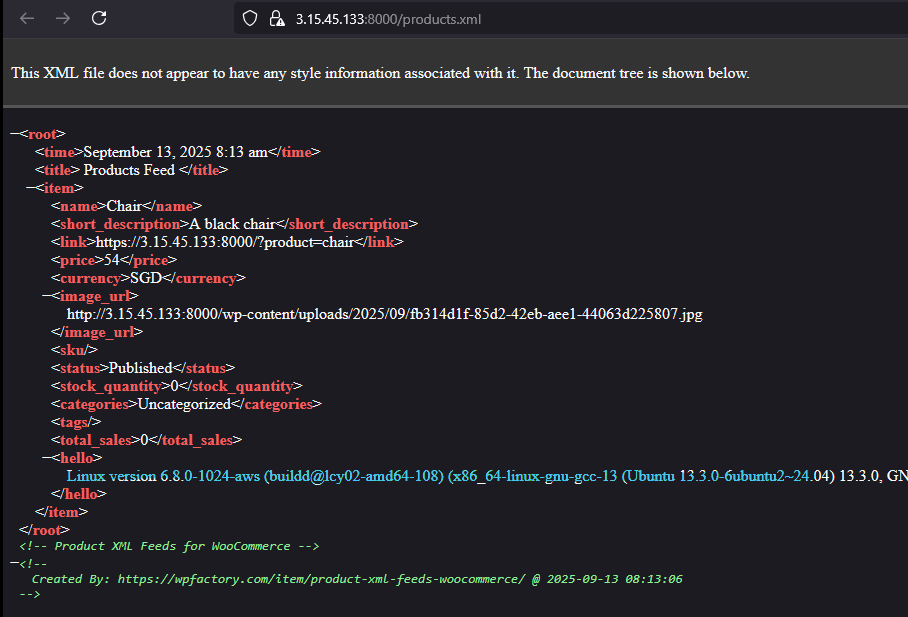 3.15.45.133:8000/products.xml
This XML file does not appear to have any style information associated with it. The document tree is shown below.
—<root>
<time>September 13, 2025 8:13 am</time>
<title> Products Feed </title>
—<item>
<name>Chair</name>
<short_description>A black chair</short_description>
<link>https://3.15.45.133:8000/?product=chair</link>
<price>54</price>
<currency>SGD</currency>
—<image_url>
http://3.15.45.133:8000/wp-content/uploads/2025/09/fb314d1f-85d2-42eb-aee1-44063d225807.jpg
</image_url>
<sku/>
<status>Published</status>
<stock_quantity>0</stock_quantity>
<categories>Uncategorized</categories>
<tags/>
<total_sales>0</total_sales>
—<hello>
Linux version 6.8.0-1024-aws (buildd@lcy02-amd64-108) (x86_64-linux-gnu-gcc-13 (Ubuntu 13.3.0-6ubuntu2~24.04) 13.3.0, GN
</hello>
</item>
</root>
<!-- Product XML Feeds for WooCommerce -->
—<!--
Created By: https://wpfactory.com/item/product-xml-feeds-woocommerce/ @ 2025-09-13 08:13:06
-->